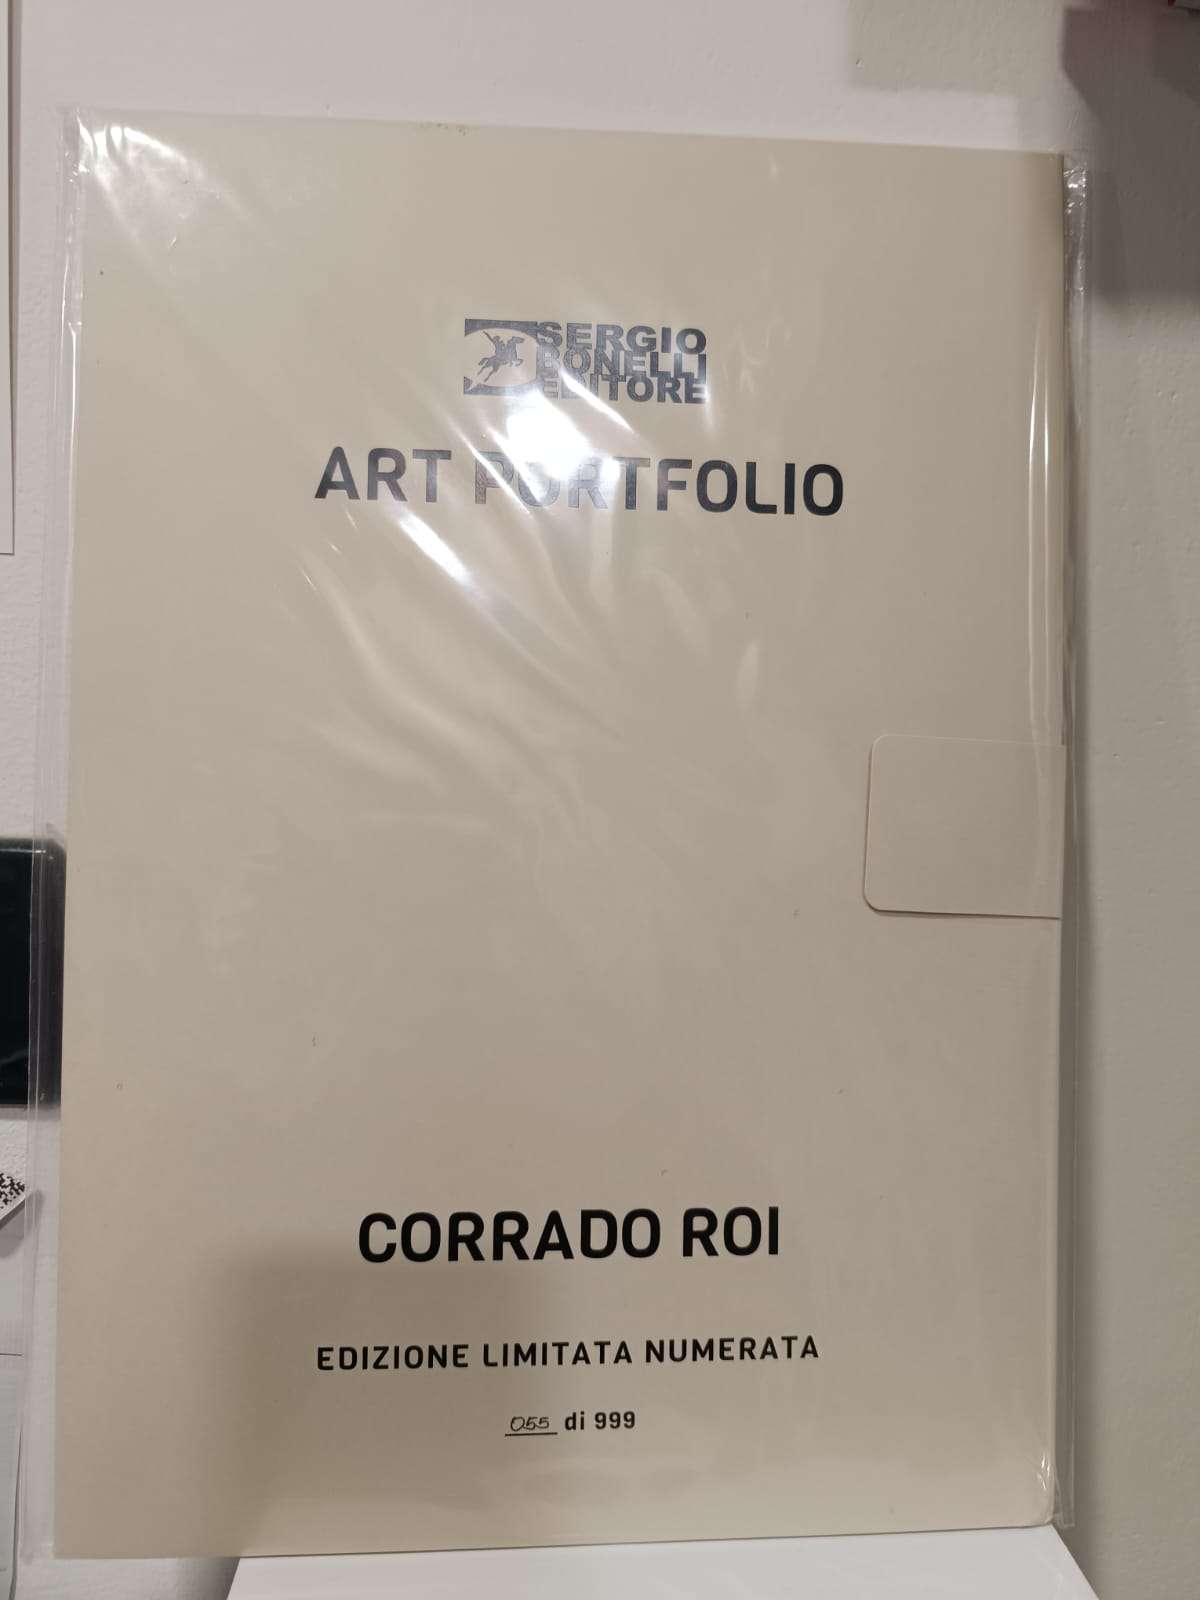 SERGIO
BONELLI
EDITORE
ART PORTFOLIO
CORRADO ROI
EDIZIONE LIMITATA NUMERATA
055 di 999